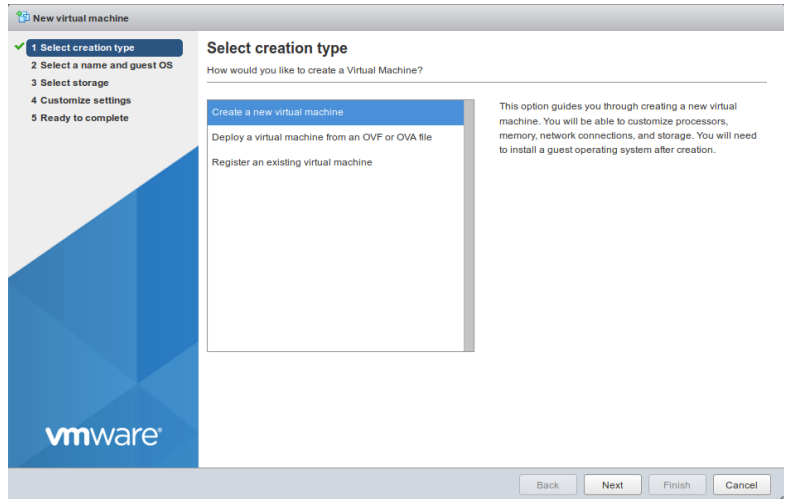 New virtual machine
1 Select creation type
2 Select a name and guest OS
3 Select storage
4 Customize settings
5 Ready to complete
Select creation type
How would you like to create a Virtual Machine?
Create a new virtual machine
Deploy a virtual machine from an OVF or OVA file
Register an existing virtual machine
This option guides you through creating a new virtual
machine. You will be able to customize processors,
memory, network connections, and storage. You will need
to install a guest operating system after creation.
vmware®
Back
Next
Finish
Cancel